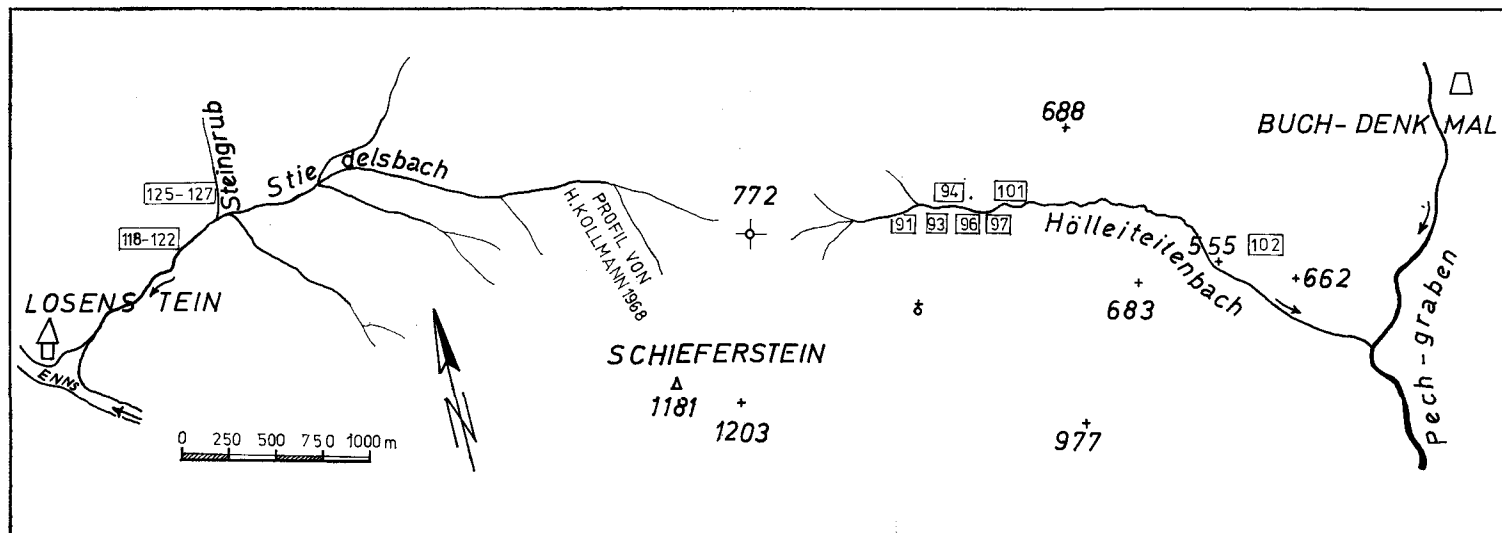 Steingrub
Stiedelsbach
125-127
118-122
LOSENSTEIN
ENNS
0 250 500 750 1000 m
PROFIL VON
H. KOLLMANN 1968
772
SCHIEFERSTEIN
1181
1203
688
94
101
91
93
96
97
Hölleiteitenbach
555
102
662
683
977
BUCH-DENKMAL
Pech-graben